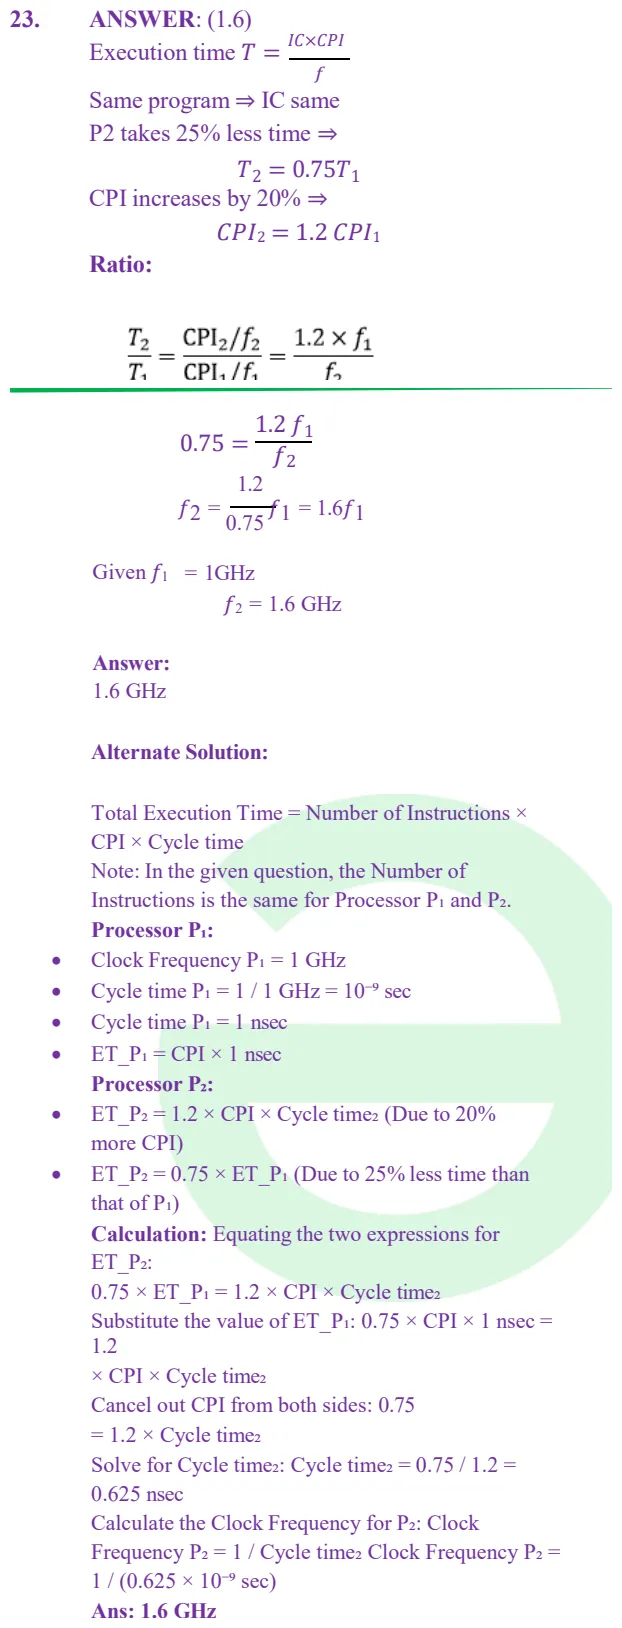 23. ANSWER: (1.6)
Execution time T = IC×CPI / f
Same program ⇒ IC same
P2 takes 25% less time ⇒
T₂ = 0.75T₁
CPI increases by 20% ⇒
CPI₂ = 1.2 CPI₁
Ratio:
T₂/T₁ = (CPI₂/f₂)/(CPI₁/f₁) = (1.2 × f₁)/f₂
0.75 = 1.2 f₁ / f₂
f₂ = 1.2/0.75 f₁ = 1.6f₁
Given f₁ = 1GHz
f₂ = 1.6 GHz
Answer:
1.6 GHz
Alternate Solution:
Total Execution Time = Number of Instructions ×
CPI × Cycle time
Note: In the given question, the Number of
Instructions is the same for Processor P₁ and P₂.
Processor P₁:
• Clock Frequency P₁ = 1 GHz
• Cycle time P₁ = 1 / 1 GHz = 10⁻⁹ sec
• Cycle time P₁ = 1 nsec
• ET_P₁ = CPI × 1 nsec
Processor P₂:
• ET_P₂ = 1.2 × CPI × Cycle time₂ (Due to 20%
more CPI)
• ET_P₂ = 0.75 × ET_P₁ (Due to 25% less time than
that of P₁)
Calculation: Equating the two expressions for
ET_P₂:
0.75 × ET_P₁ = 1.2 × CPI × Cycle time₂
Substitute the value of ET_P₁: 0.75 × CPI × 1 nsec =
1.2
× CPI × Cycle time₂
Cancel out CPI from both sides: 0.75
= 1.2 × Cycle time₂
Solve for Cycle time₂: Cycle time₂ = 0.75 / 1.2 =
0.625 nsec
Calculate the Clock Frequency for P₂: Clock
Frequency P₂ = 1 / Cycle time₂ Clock Frequency P₂ =
1 / (0.625 × 10⁻⁹ sec)
Ans: 1.6 GHz